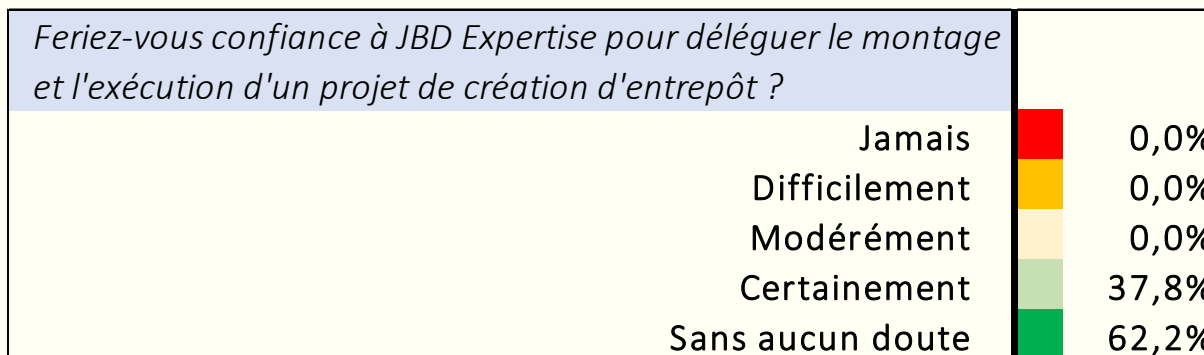 Feriez-vous confiance à JBD Expertise pour déléguer le montage
et l'exécution d'un projet de création d'entrepôt ?
Jamais 0,0%
Difficilement 0,0%
Modérément 0,0%
Certainement 37,8%
Sans aucun doute 62,2%